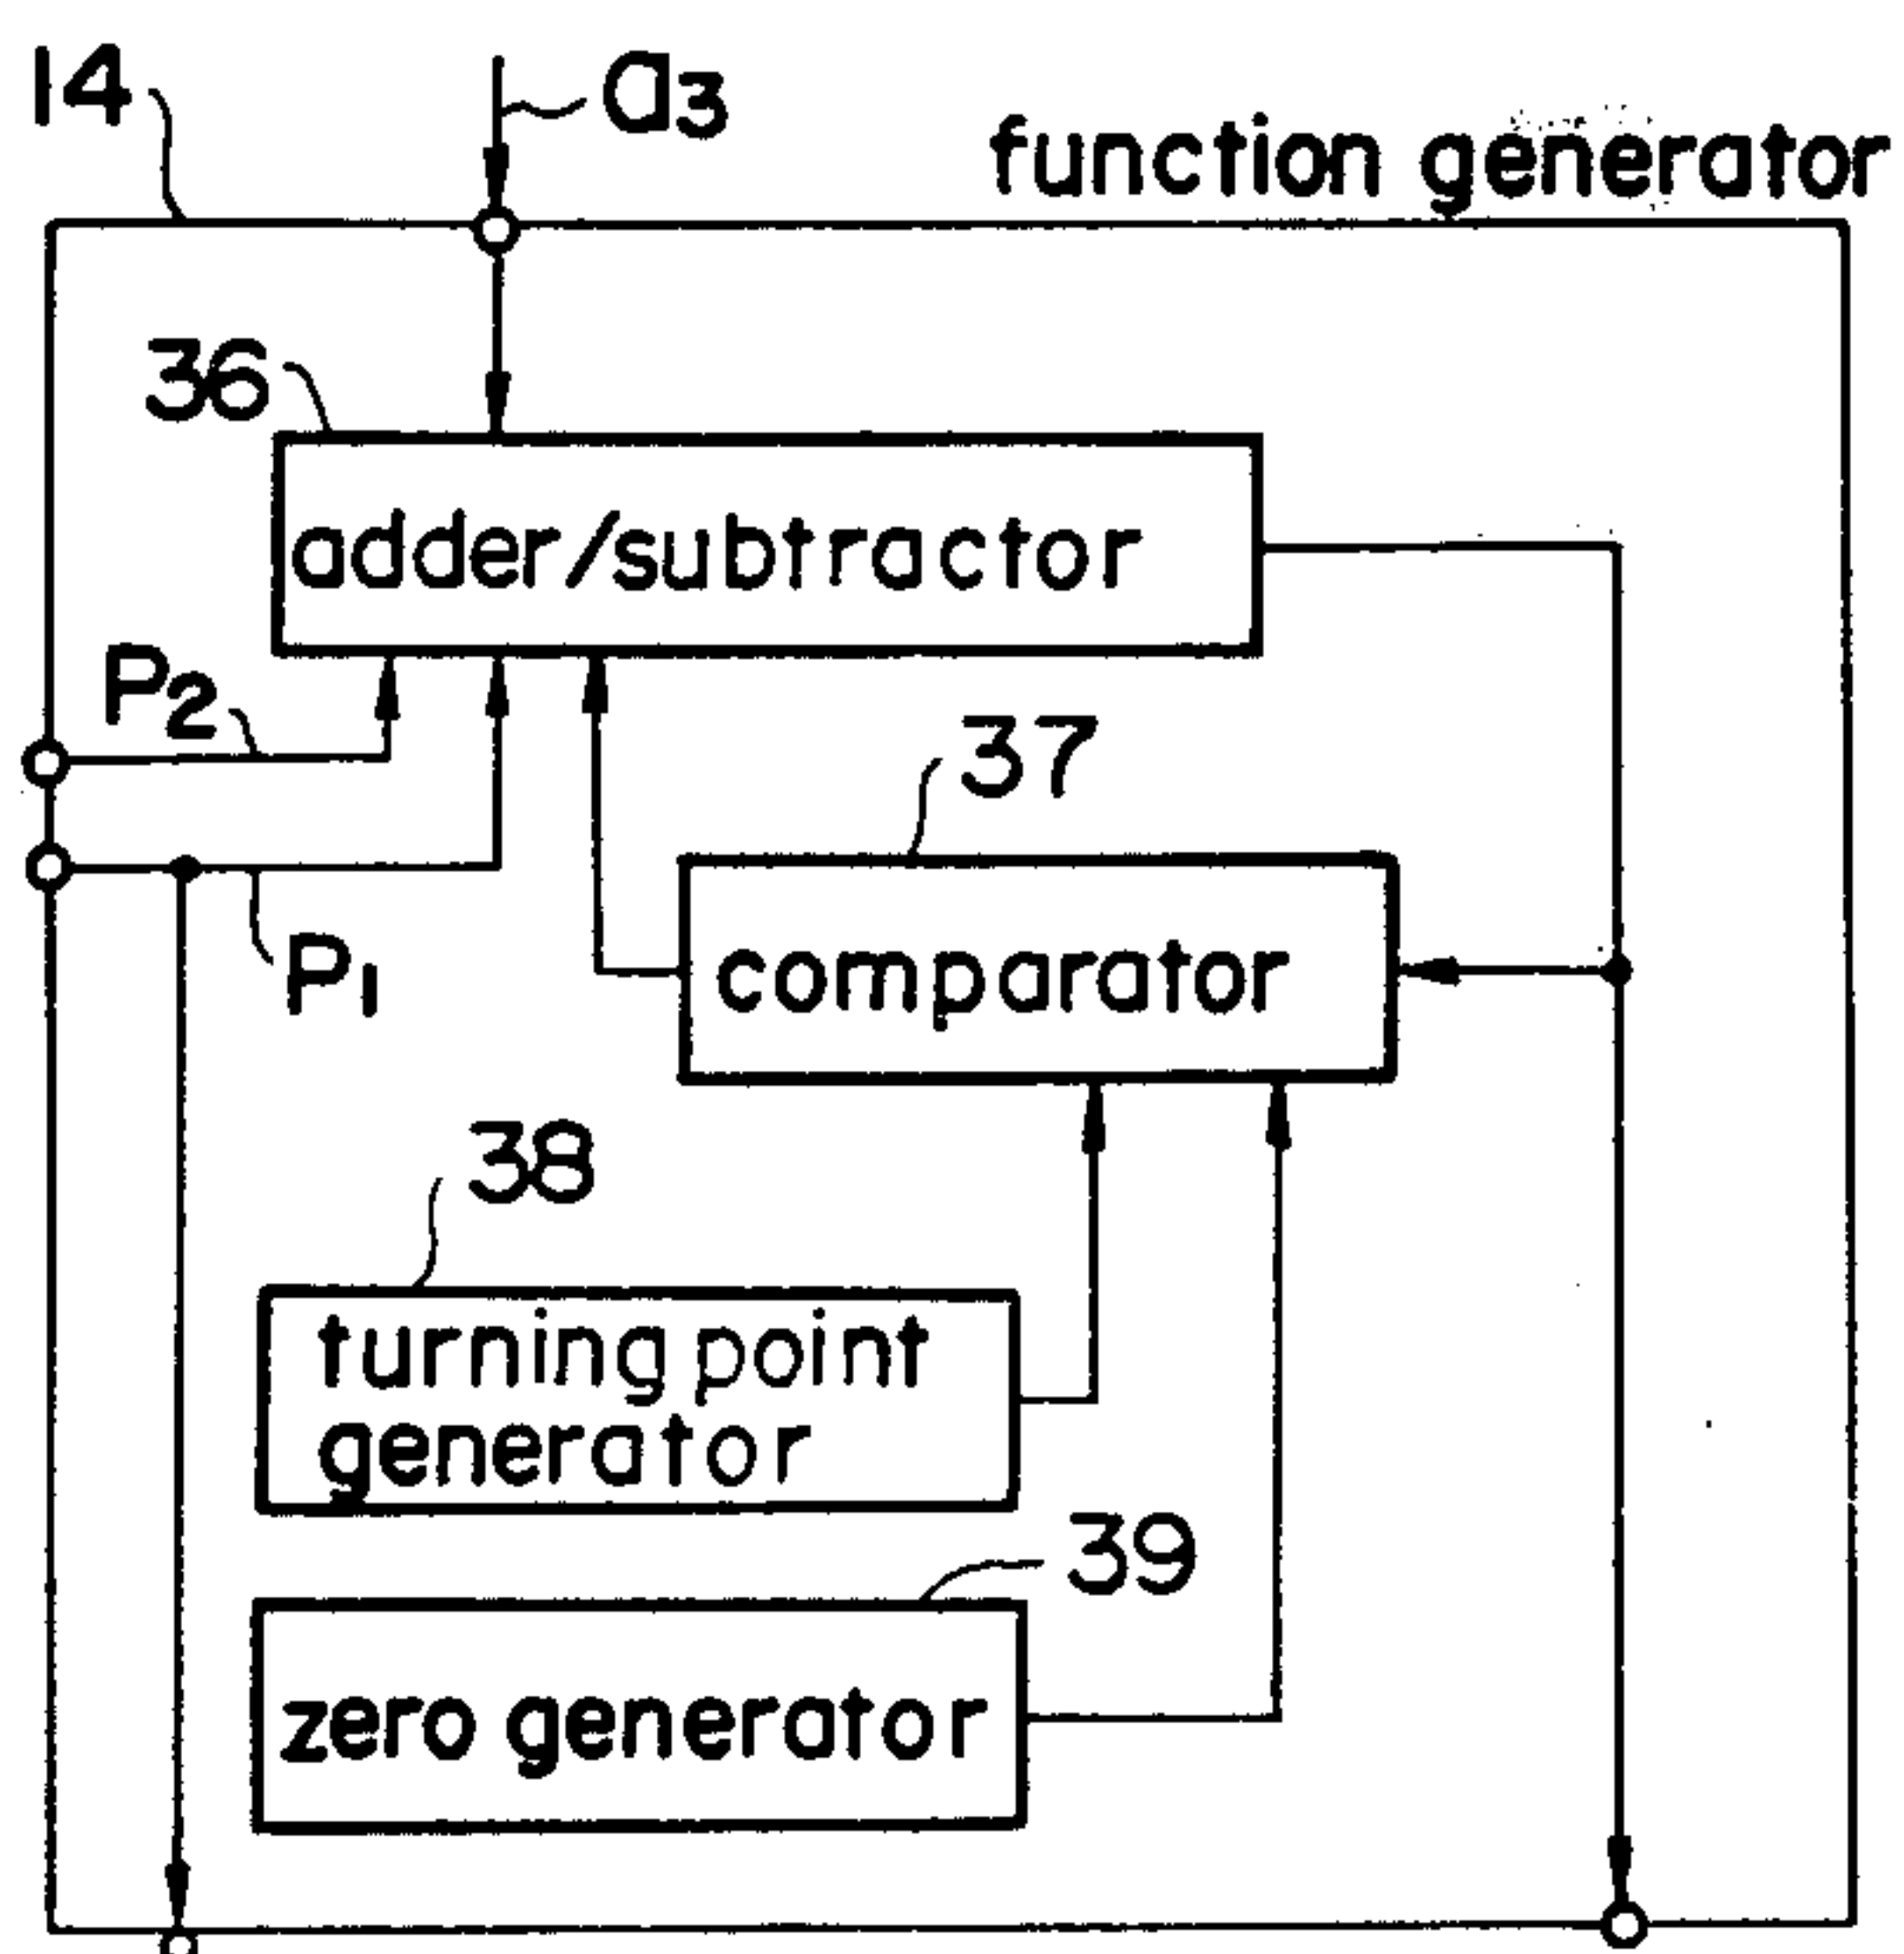 14
a3
function generator
36
adder/subtractor
P2
37
P1
comparator
38
turning point
generator
39
zero generator